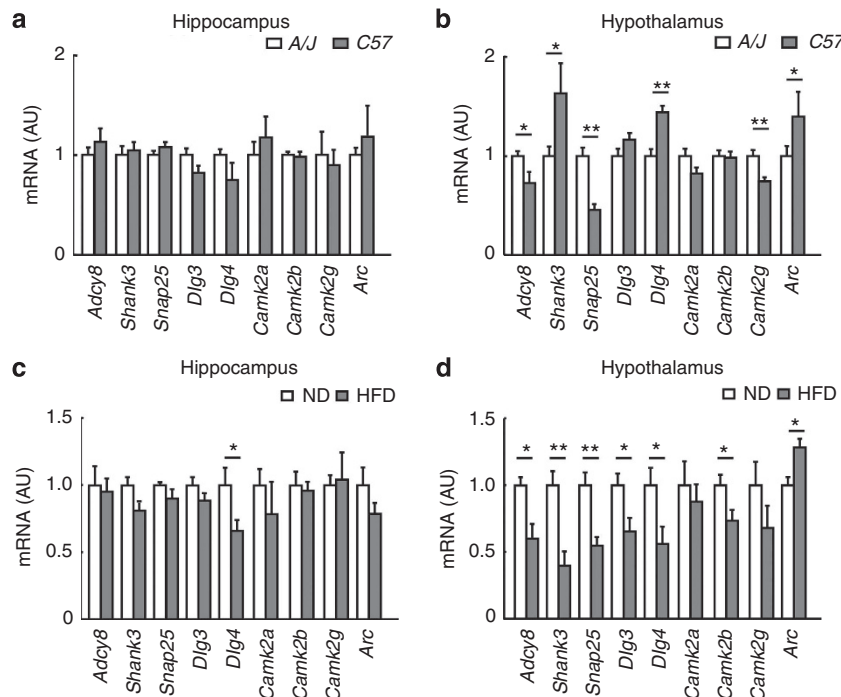 a Hippocampus
A/J C57
mRNA (AU)
2
1
0
Adcy8 Shank3 Snap25 Dlg3 Dlg4 Camk2a Camk2b Camk2g Arc
b Hypothalamus
A/J C57
mRNA (AU)
2
1
0
* * ** ** ** *
Adcy8 Shank3 Snap25 Dlg3 Dlg4 Camk2a Camk2b Camk2g Arc
c Hippocampus
ND HFD
mRNA (AU)
1.5
1.0
0.5
0
*
Adcy8 Shank3 Snap25 Dlg3 Dlg4 Camk2a Camk2b Camk2g Arc
d Hypothalamus
ND HFD
mRNA (AU)
1.5
1.0
0.5
0
* ** ** * * * *
Adcy8 Shank3 Snap25 Dlg3 Dlg4 Camk2a Camk2b Camk2g Arc